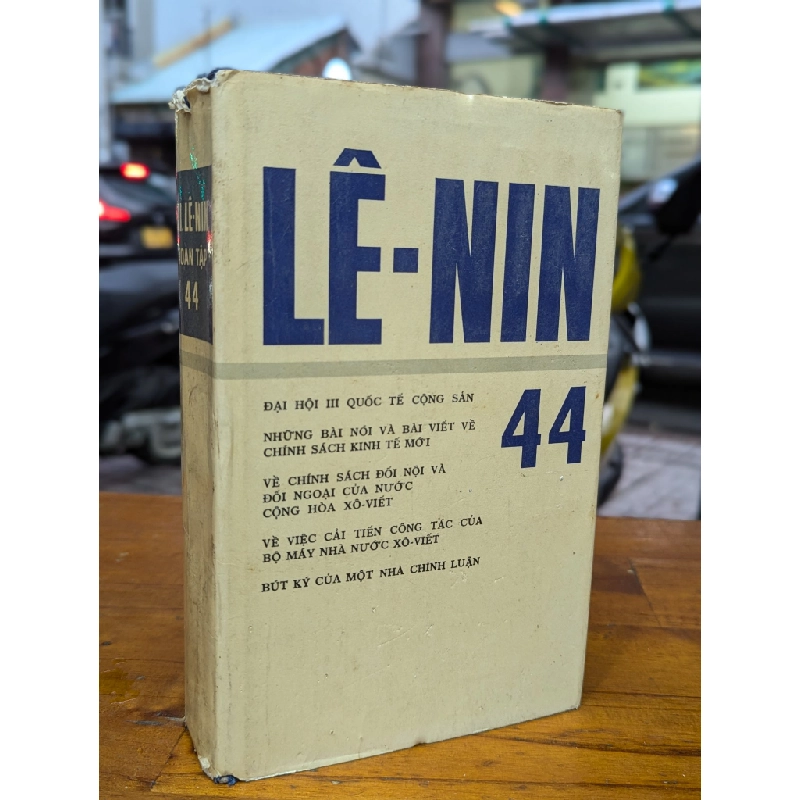 LÊ-NIN
44
ĐẠI HỘI III QUỐC TẾ CỘNG SẢN
NHỮNG BÀI NÓI VÀ BÀI VIẾT VỀ
CHÍNH SÁCH KINH TẾ MỚI
VỀ CHÍNH SÁCH ĐỐI NỘI VÀ
ĐỐI NGOẠI CỦA NƯỚC
CỘNG HÒA XÔ-VIẾT
VỀ VIỆC CẢI TIẾN CÔNG TÁC CỦA
BỘ MÁY NHÀ NƯỚC XÔ-VIẾT
BÚT KÝ CỦA MỘT NHÀ CHÍNH LUẬN
LÊ-NIN
TOÀN TẬP
44